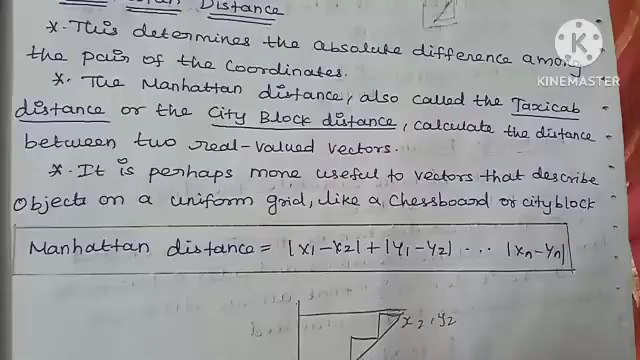 Distance
*. This determines the absolute difference among
the pair of the coordinates.
*. The Manhattan distance, also called the Taxicab
distance or the City Block distance, calculate the distance
between two real-valued vectors.
*. It is perhaps more useful to vectors that describe
Objects on a uniform grid, like a chessboard or cityblock
Manhattan distance = |x1-x2|+|y1-y2| ... |xn-yn|
x2, y2
KINEMASTER